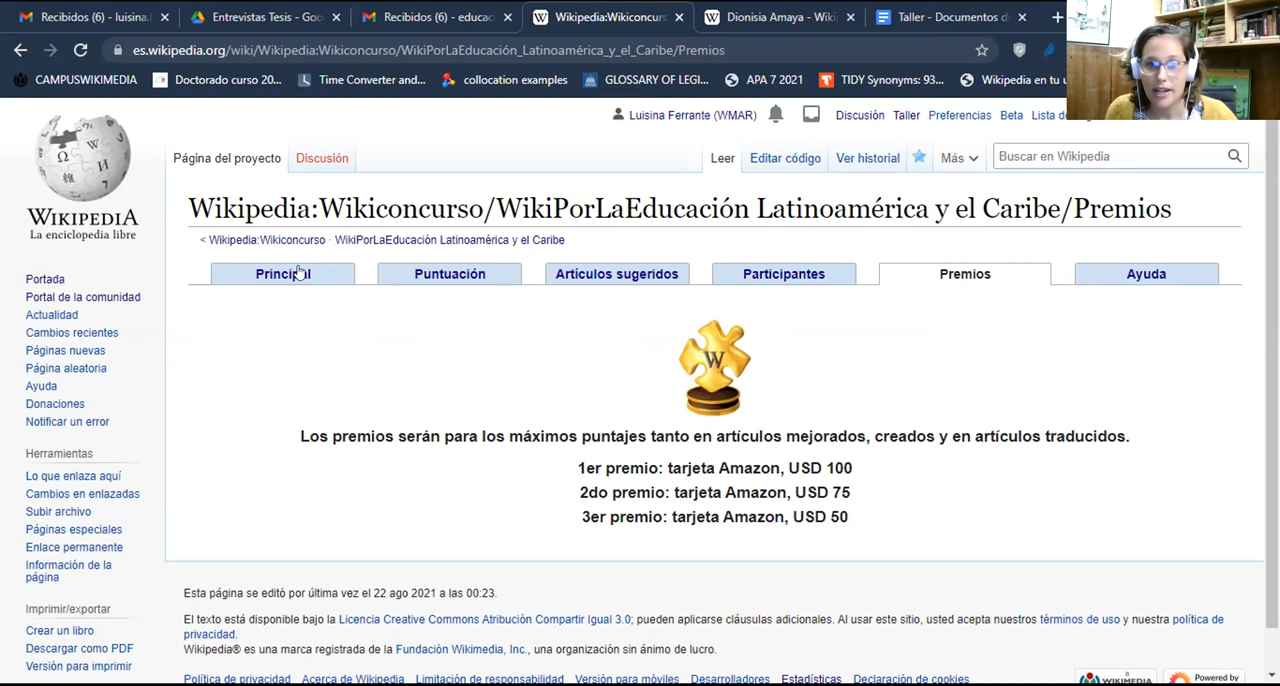 Recibidos (6) - luisina.f
Entrevistas Tesis - Goo
Recibidos (6) - educac
Wikipedia:Wikiconcurs
Dionisia Amaya - Wiki
Taller - Documentos d
es.wikipedia.org/wiki/Wikipedia:Wikiconcurso/WikiPorLaEducación_Latinoamérica_y_el_Caribe/Premios
CAMPUSWIKIMEDIA
Doctorado curso 20...
Time Converter and...
collocation examples
GLOSSARY OF LEGI...
APA 7 2021
TIDY Synonyms: 93...
Wikipedia en tu u
WIKIPEDIA
La enciclopedia libre
Luisina Ferrante (WMAR)
Discusión
Taller
Preferencias
Beta
Lista de
Página del proyecto
Discusión
Leer
Editar código
Ver historial
Más
Buscar en Wikipedia
Wikipedia:Wikiconcurso/WikiPorLaEducación Latinoamérica y el Caribe/Premios
< Wikipedia:Wikiconcurso · WikiPorLaEducación Latinoamérica y el Caribe
Principal
Puntuación
Artículos sugeridos
Participantes
Premios
Ayuda
Portada
Portal de la comunidad
Actualidad
Cambios recientes
Páginas nuevas
Página aleatoria
Ayuda
Donaciones
Notificar un error
Herramientas
Lo que enlaza aquí
Cambios en enlazadas
Subir archivo
Páginas especiales
Enlace permanente
Información de la
página
Imprimir/exportar
Crear un libro
Descargar como PDF
Versión para imprimir
W
Los premios serán para los máximos puntajes tanto en artículos mejorados, creados y en artículos traducidos.
1er premio: tarjeta Amazon, USD 100
2do premio: tarjeta Amazon, USD 75
3er premio: tarjeta Amazon, USD 50
Esta página se editó por última vez el 22 ago 2021 a las 00:23.
El texto está disponible bajo la Licencia Creative Commons Atribución Compartir Igual 3.0; pueden aplicarse cláusulas adicionales. Al usar este sitio, usted acepta nuestros términos de uso y nuestra política de
privacidad.
Wikipedia® es una marca registrada de la Fundación Wikimedia, Inc., una organización sin ánimo de lucro.
Política de privacidad
Acerca de Wikipedia
Limitación de responsabilidad
Versión para móviles
Desarrolladores
Estadísticas
Declaración de cookies
a
WIKIMEDIA
Powered by